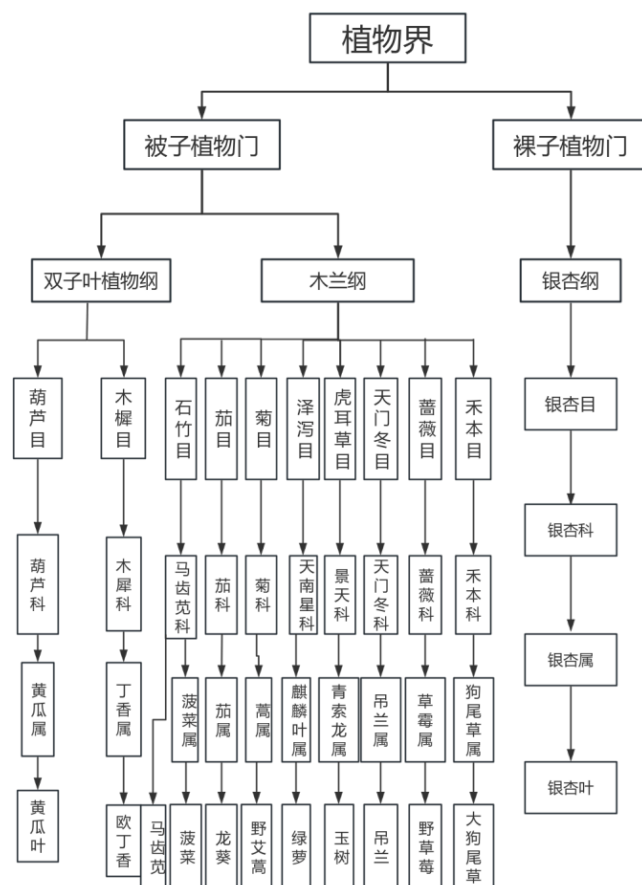 植物界
被子植物门
裸子植物门
双子叶植物纲
木兰纲
银杏纲
葫芦目
木樨目
石竹目
茄目
菊目
泽泻目
虎耳草目
天门冬目
蔷薇目
禾本目
银杏目
葫芦科
木犀科
马齿苋科
茄科
菊科
天南星科
景天科
天门冬科
蔷薇科
禾本科
银杏科
黄瓜属
丁香属
菠菜属
茄属
蒿属
麒麟叶属
青索龙属
吊兰属
草霉属
狗尾草属
银杏属
黄瓜叶
欧丁香
马齿苋
菠菜
龙葵
野艾蒿
绿萝
玉树
吊兰
野草莓
大狗尾草
银杏叶